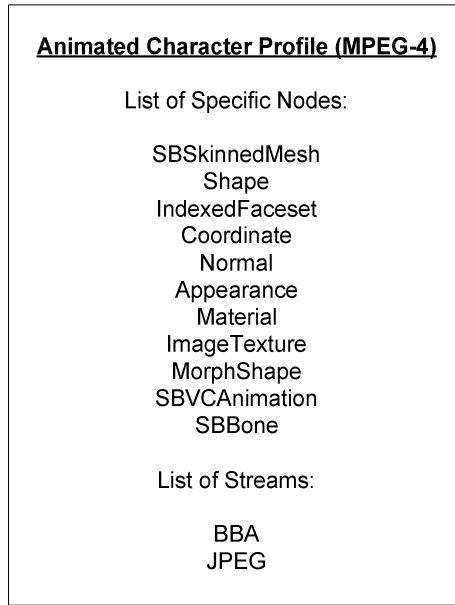 Animated Character Profile (MPEG-4)
List of Specific Nodes:
SBSkinnedMesh
Shape
IndexedFaceset
Coordinate
Normal
Appearance
Material
ImageTexture
MorphShape
SBVCAnimation
SBBone
List of Streams:
BBA
JPEG